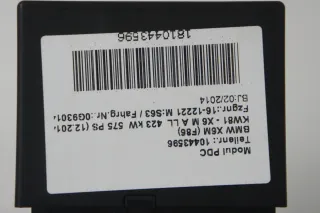 Modul PDC
Teilenr.: 10443596
BMW X6M (F86)
KW81 - X6 M A LL 423 kW 575 PS (12.201
Fzgnr.:16-12221 M:S63 / Fahrg.Nr.:0G9301
BJ:02/2014
1810443596